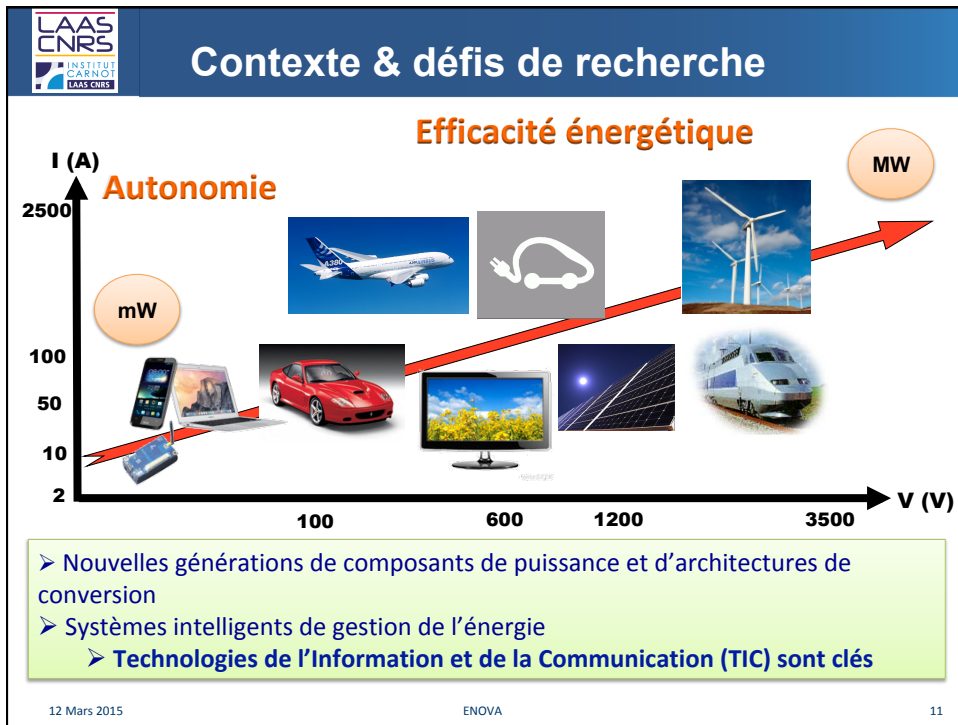 LAAS
CNRS
INSTITUT
CARNOT
LAAS CNRS
Contexte & défis de recherche
Efficacité énergétique
I (A)
Autonomie
MW
2500
A380
mW
100
50
10
2
V (V)
100
600
1200
3500
➢ Nouvelles générations de composants de puissance et d’architectures de
conversion
➢ Systèmes intelligents de gestion de l’énergie
➢ Technologies de l’Information et de la Communication (TIC) sont clés
12 Mars 2015
ENOVA
11